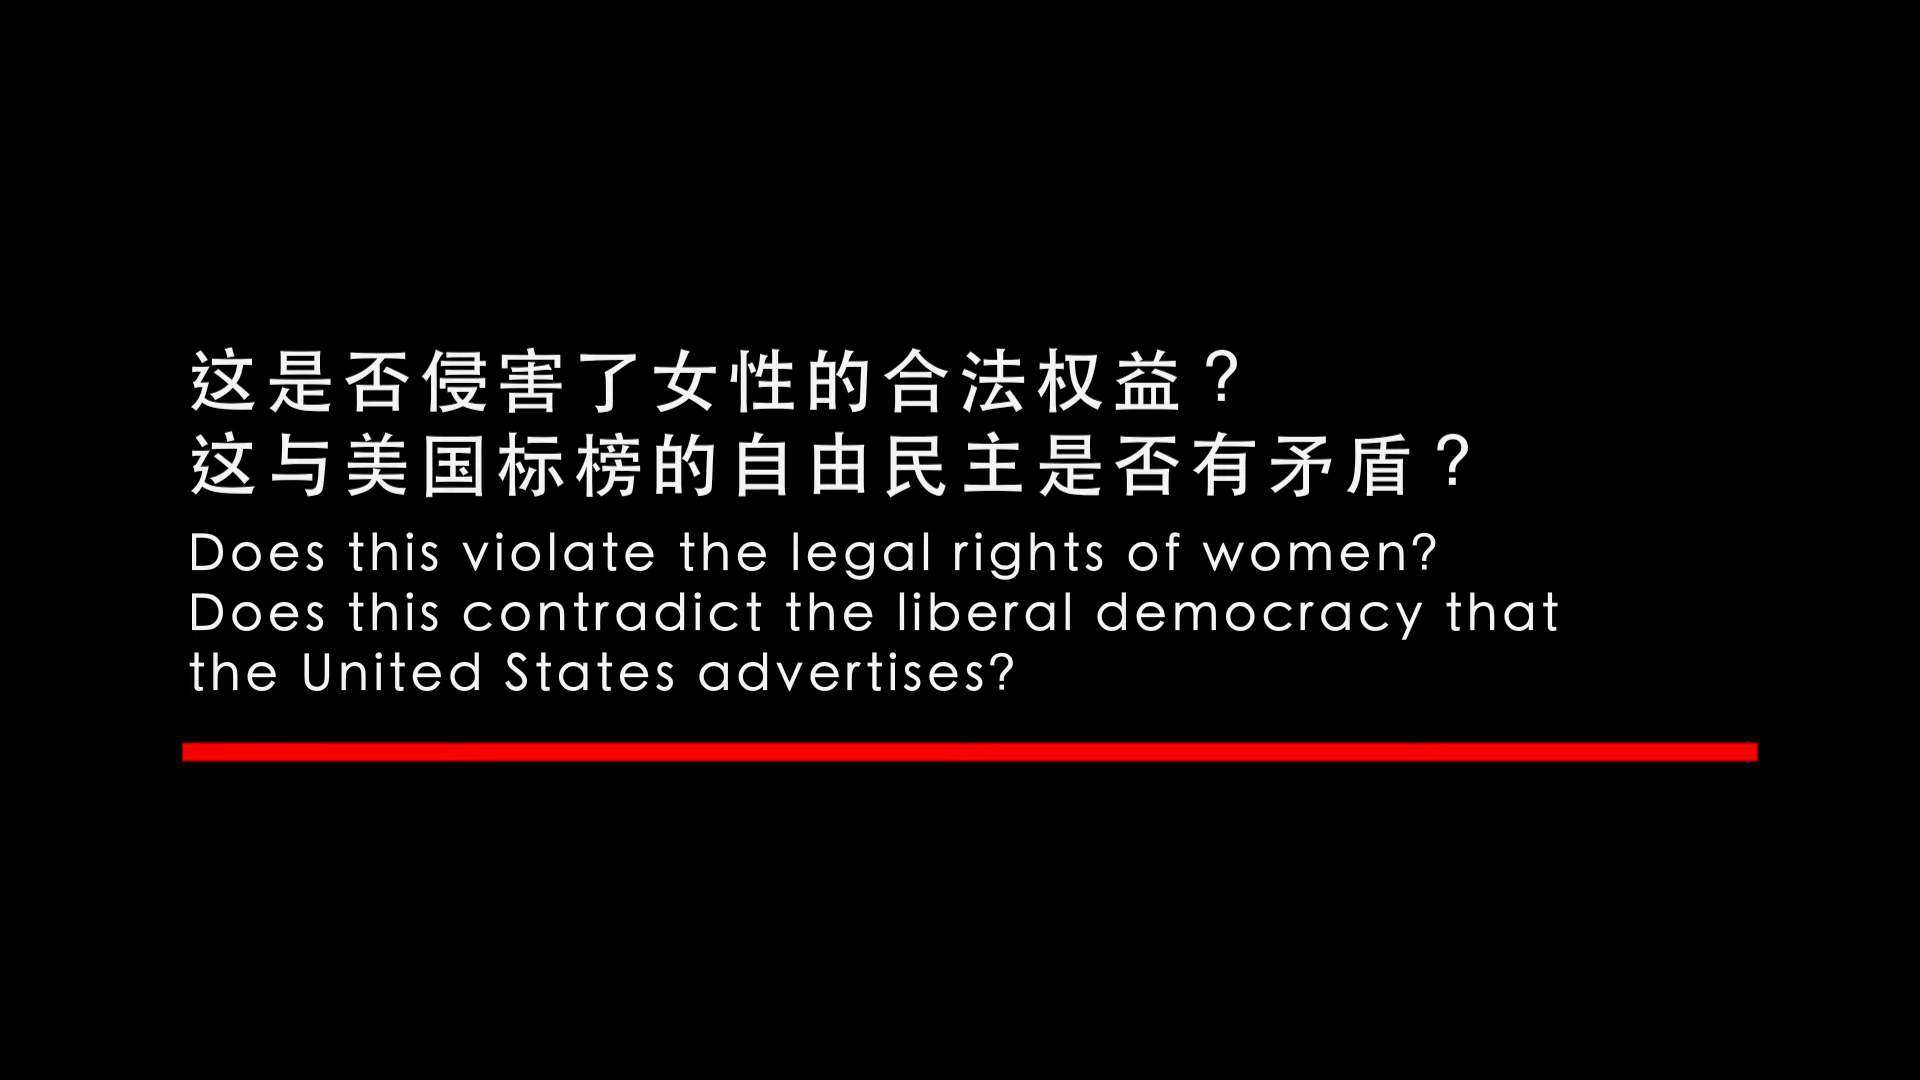 这是否侵害了女性的合法权益？
这与美国标榜的自由民主是否有矛盾？
Does this violate the legal rights of women?
Does this contradict the liberal democracy that
the United States advertises?